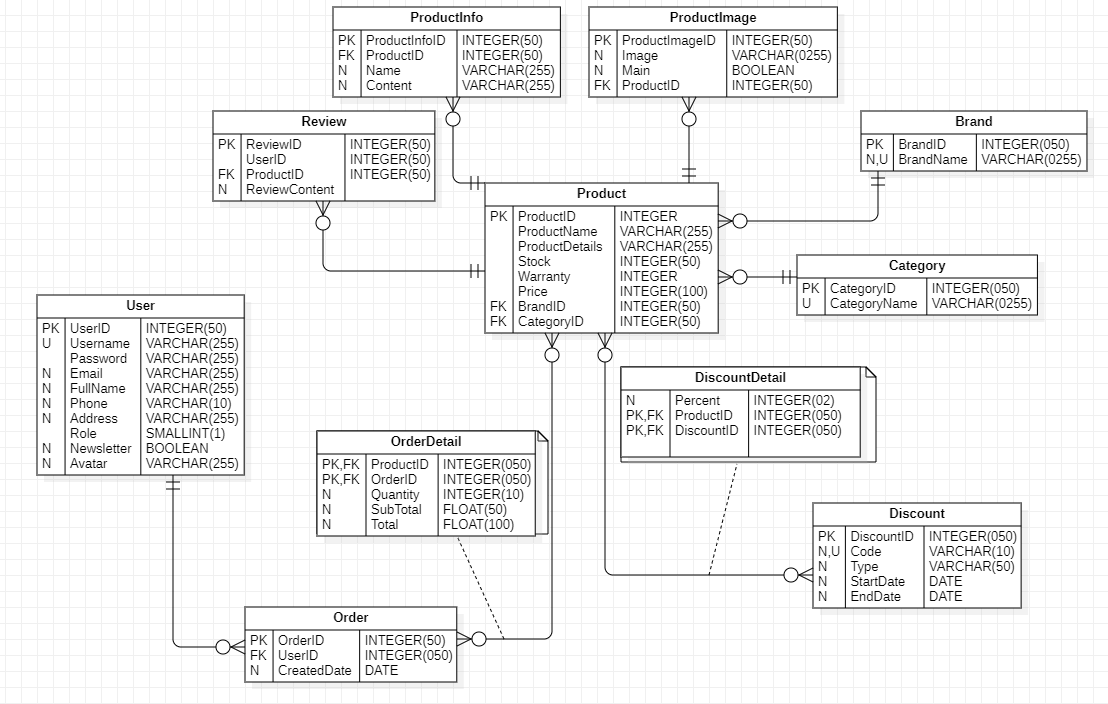 ProductInfo
PK ProductInfoID INTEGER(50)
FK ProductID INTEGER(50)
N Name VARCHAR(255)
N Content VARCHAR(255)
ProductImage
PK ProductImageID INTEGER(50)
N Image VARCHAR(0255)
N Main BOOLEAN
FK ProductID INTEGER(50)
Review
PK ReviewID INTEGER(50)
UserID INTEGER(50)
FK ProductID INTEGER(50)
N ReviewContent
Brand
PK BrandID INTEGER(050)
N,U BrandName VARCHAR(0255)
Product
PK ProductID INTEGER
ProductName VARCHAR(255)
ProductDetails VARCHAR(255)
Stock INTEGER(50)
Warranty INTEGER
Price INTEGER(100)
FK BrandID INTEGER(50)
FK CategoryID INTEGER(50)
Category
PK CategoryID INTEGER(050)
U CategoryName VARCHAR(0255)
User
PK UserID INTEGER(50)
U Username VARCHAR(255)
Password VARCHAR(255)
N Email VARCHAR(255)
N FullName VARCHAR(255)
N Phone VARCHAR(10)
N Address VARCHAR(255)
Role SMALLINT(1)
N Newsletter BOOLEAN
N Avatar VARCHAR(255)
DiscountDetail
N Percent INTEGER(02)
PK,FK ProductID INTEGER(050)
PK,FK DiscountID INTEGER(050)
OrderDetail
PK,FK ProductID INTEGER(050)
PK,FK OrderID INTEGER(050)
N Quantity INTEGER(10)
N SubTotal FLOAT(50)
N Total FLOAT(100)
Discount
PK DiscountID INTEGER(050)
N,U Code VARCHAR(10)
N Type VARCHAR(50)
N StartDate DATE
N EndDate DATE
Order
PK OrderID INTEGER(50)
FK UserID INTEGER(050)
N CreatedDate DATE